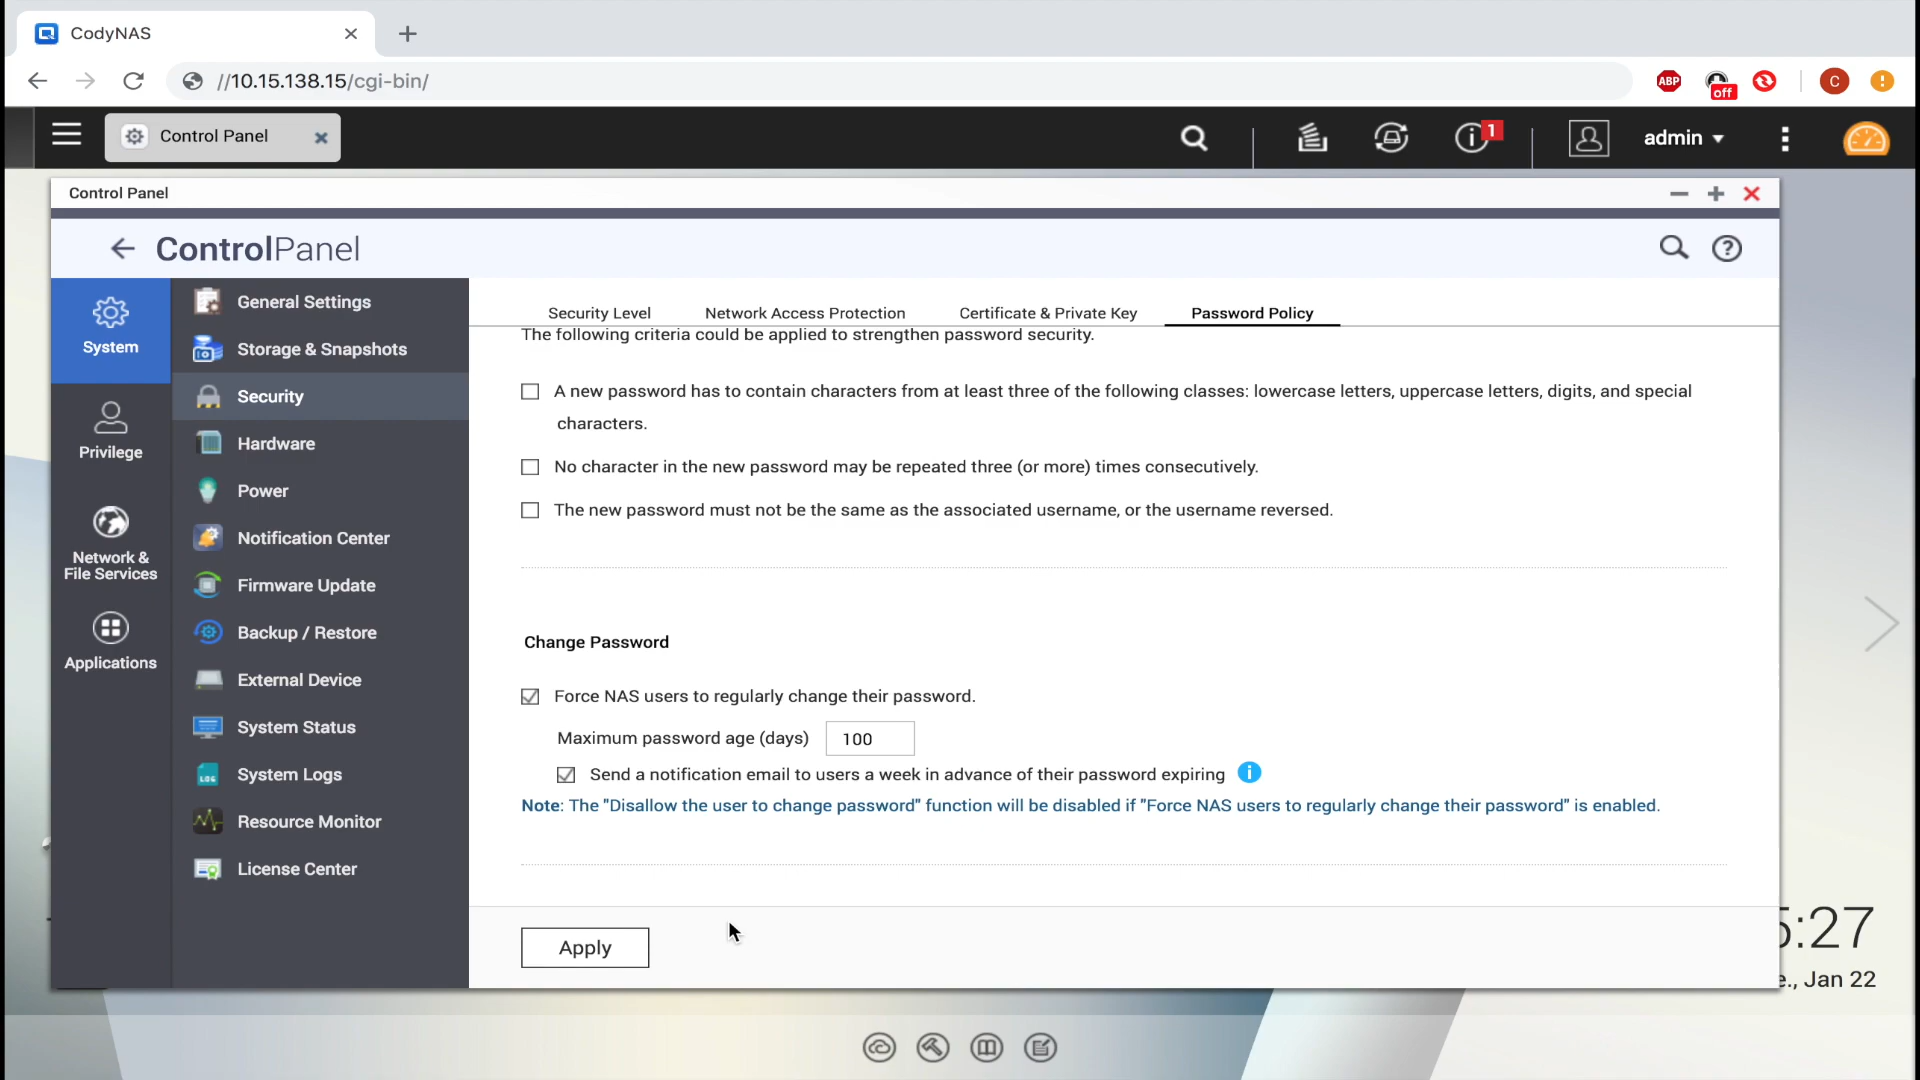 CodyNAS
//10.15.138.15/cgi-bin/
ABP
off
C
Control Panel
1
admin
Control Panel
ControlPanel
System
Privilege
Network &
File Services
Applications
General Settings
Storage & Snapshots
Security
Hardware
Power
Notification Center
Firmware Update
Backup / Restore
External Device
System Status
LOG
System Logs
Resource Monitor
License Center
Security Level
Network Access Protection
Certificate & Private Key
Password Policy
The following criteria could be applied to strengthen password security.
A new password has to contain characters from at least three of the following classes: lowercase letters, uppercase letters, digits, and special
characters.
No character in the new password may be repeated three (or more) times consecutively.
The new password must not be the same as the associated username, or the username reversed.
Change Password
Force NAS users to regularly change their password.
Maximum password age (days) 100
Send a notification email to users a week in advance of their password expiring
Note: The "Disallow the user to change password" function will be disabled if "Force NAS users to regularly change their password" is enabled.
Apply
5:27
e., Jan 22